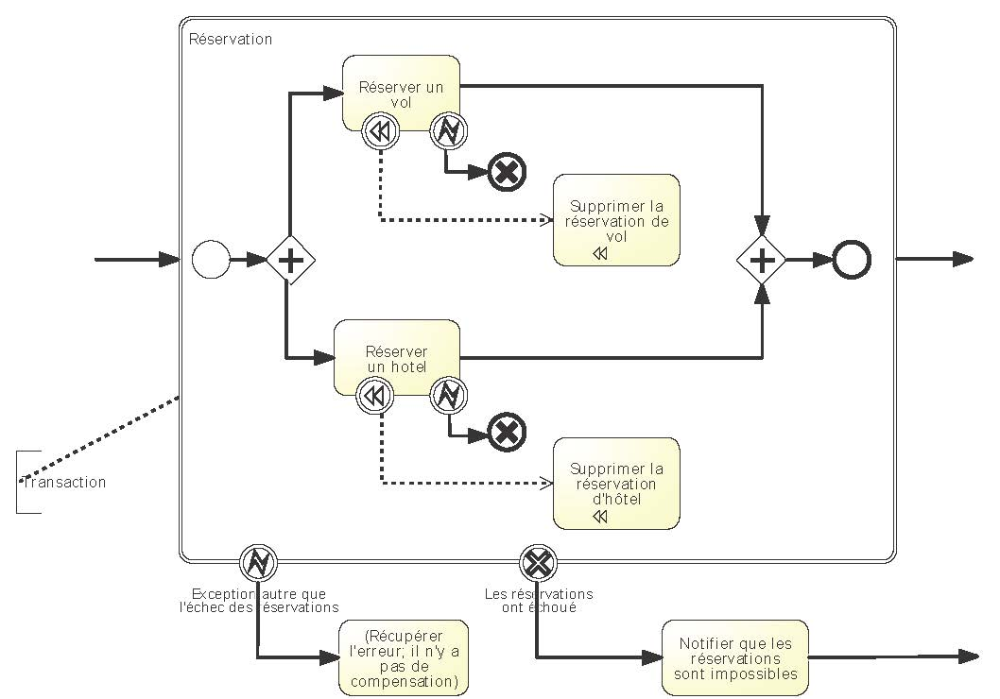 Réservation
Réserver un
vol
Supprimer la
réservation de
vol
Réserver
un hotel
Supprimer la
réservation
d'hôtel
Transaction
Exception autre que
l'échec des réservations
Les réservations
ont échoué
(Récupérer
l'erreur; il n'y a
pas de
compensation)
Notifier que les
réservations
sont impossibles